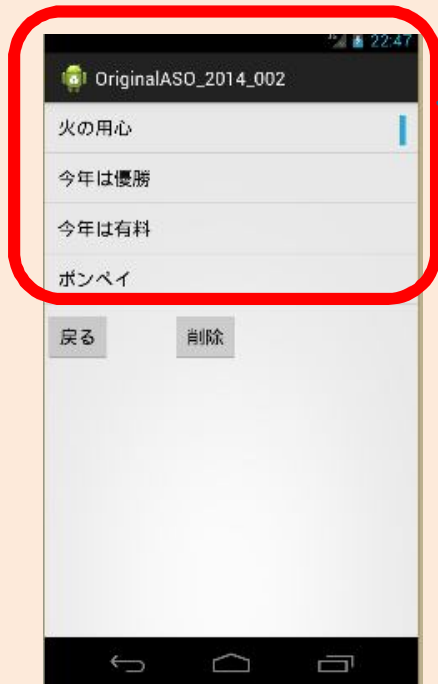 22:47
OriginalASO_2014_002
火の用心
今年は優勝
今年は有料
ポンペイ
戻る 削除